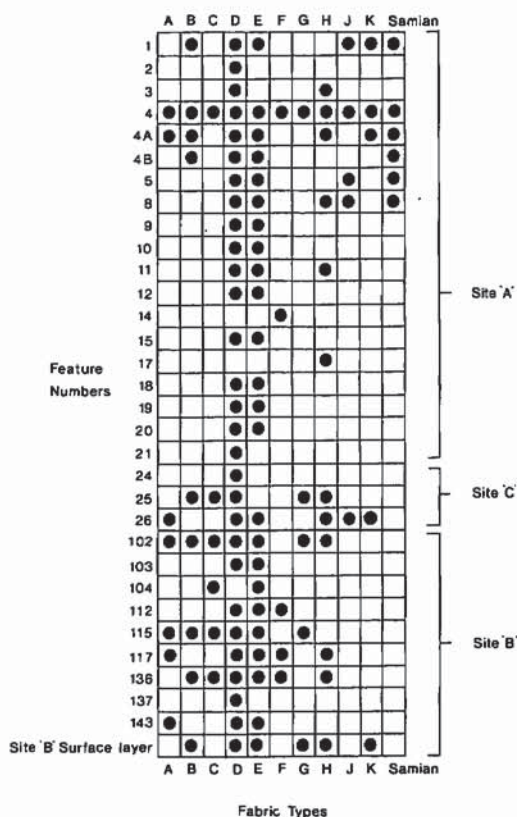 A B C D E F G H J K Samian
1
2
3
4
4A
4B
5
8
9
10
11
12
Site 'A'
14
15
Feature
17
Numbers
18
19
20
21
24
25
Site 'C'
26
102
103
104
112
115
Site 'B'
117
136
137
143
Site 'B' Surface layer
A B C D E F G H J K Samian
Fabric Types